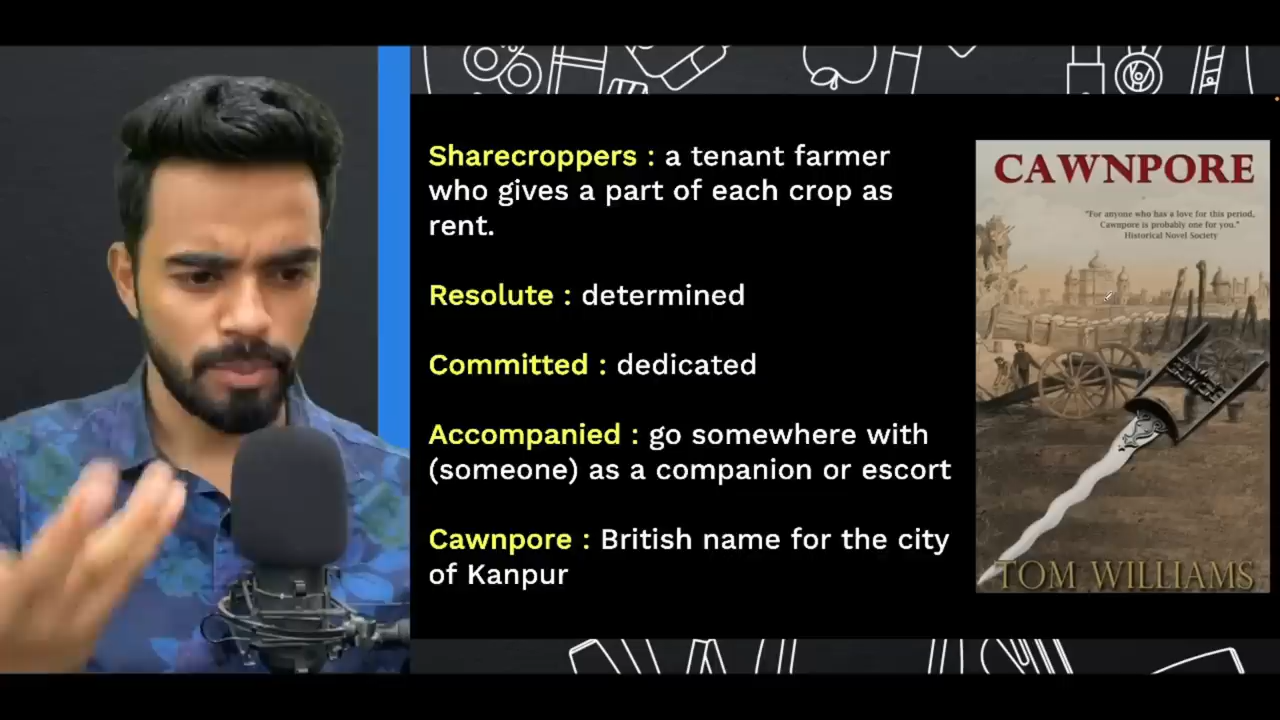 Sharecroppers : a tenant farmer
who gives a part of each crop as
rent.
Resolute : determined
Committed : dedicated
Accompanied : go somewhere with
(someone) as a companion or escort
Cawnpore : British name for the city
of Kanpur
CAWNPORE
"For anyone who has a love for this period,
Cawnpore is probably one for you."
Historical Novel Society
TOM WILLIAMS